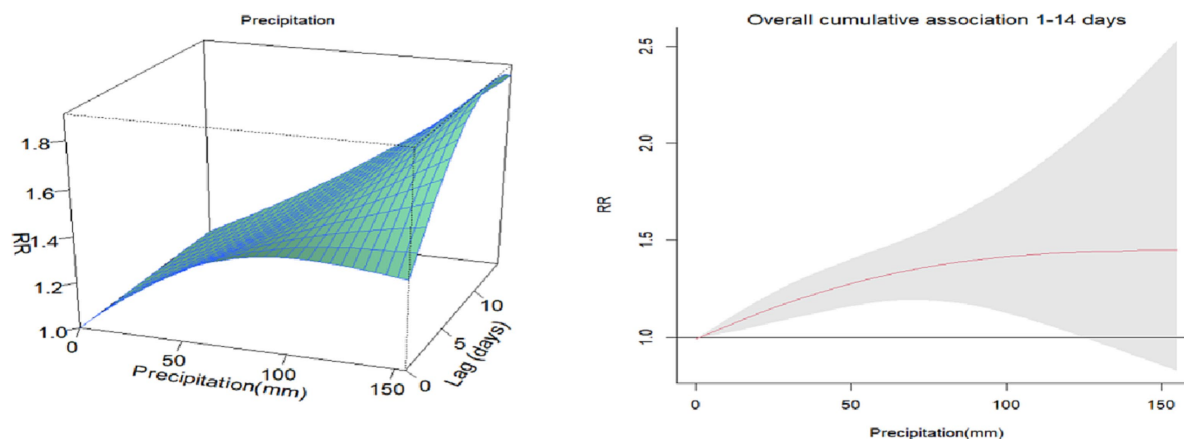 Precipitation
1.8
1.6
1.4
1.2
1.0
RR
0
50
100
150
Precipitation(mm)
0
5
10
Lag (days)
Overall cumulative association 1-14 days
2.5
2.0
1.5
1.0
RR
0
50
100
150
Precipitation(mm)